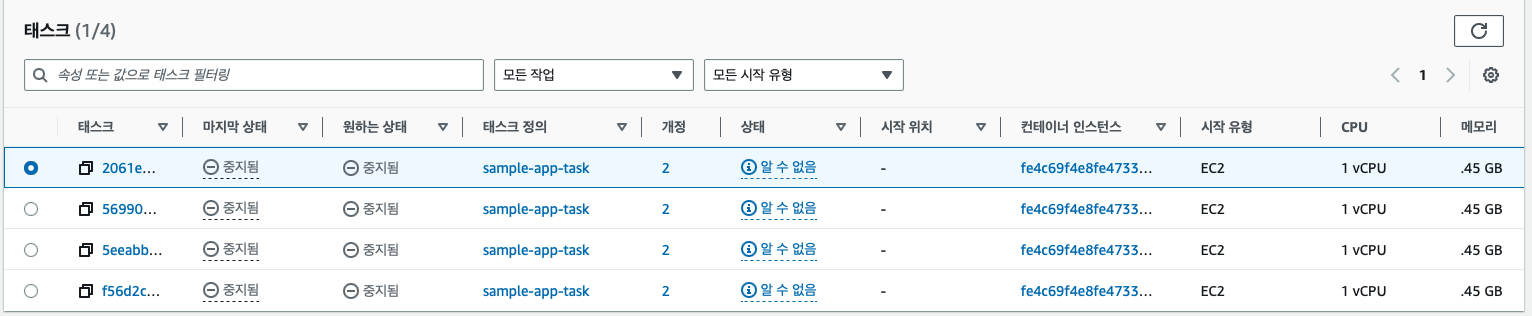 태스크 (1/4)
속성 또는 값으로 태스크 필터링 모든 작업 모든 시작 유형 1
태스크 마지막 상태 원하는 상태 태스크 정의 개정 상태 시작 위치 컨테이너 인스턴스 시작 유형 CPU 메모리
2061e... 중지됨 중지됨 sample-app-task 2 알 수 없음 - fe4c69f4e8fe4733... EC2 1 vCPU .45 GB
56990... 중지됨 중지됨 sample-app-task 2 알 수 없음 - fe4c69f4e8fe4733... EC2 1 vCPU .45 GB
5eeabb... 중지됨 중지됨 sample-app-task 2 알 수 없음 - fe4c69f4e8fe4733... EC2 1 vCPU .45 GB
f56d2c... 중지됨 중지됨 sample-app-task 2 알 수 없음 - fe4c69f4e8fe4733... EC2 1 vCPU .45 GB